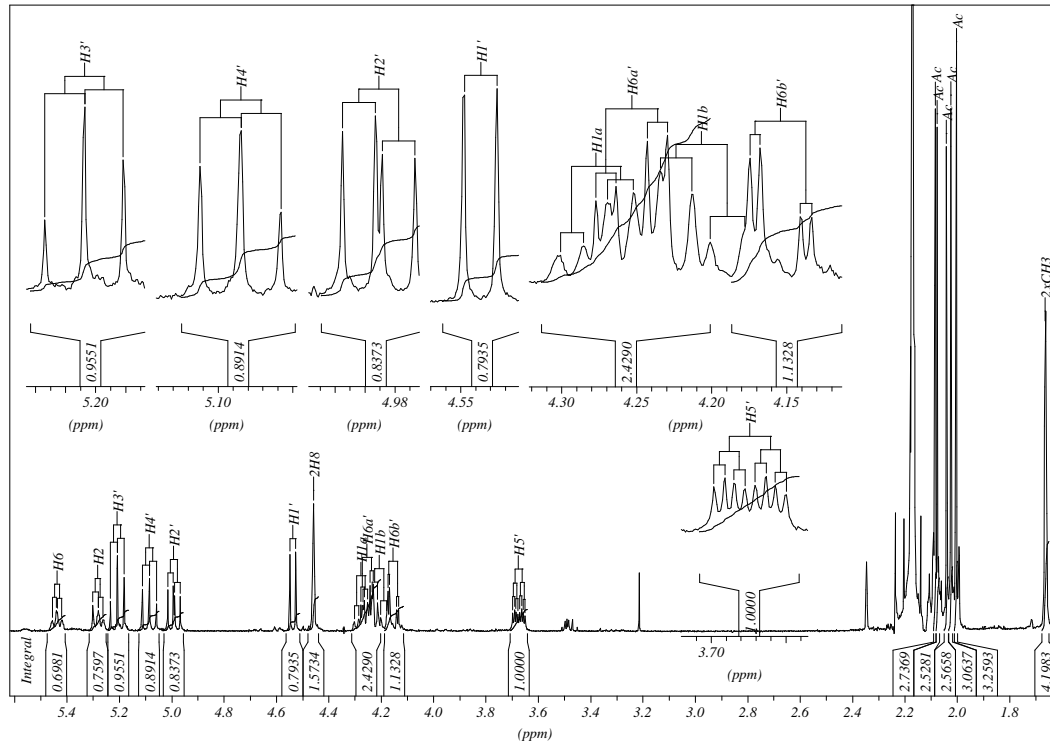 H3'
H4'
H2'
H1'
H1a
H6a'
H1b
H6b'
Ac Ac
Ac
Ac
Ac
2xCH3
0.9551
0.8914
0.8373
0.7935
2.4290
1.1328
5.20
5.10
4.98
4.55
4.30
4.25
4.20
4.15
(ppm)
(ppm)
(ppm)
(ppm)
(ppm)
H5'
1.0000
3.70
(ppm)
H6
H2
H3'
H4'
H2'
H1'
2H8
H1a
H6a'
H1b
H6b'
H5'
Integral
0.6981
0.7597
0.9551
0.8914
0.8373
0.7935
1.5734
2.4290
1.1328
1.0000
2.7369
2.5281
2.5658
3.0637
3.2593
4.1983
5.4
5.2
5.0
4.8
4.6
4.4
4.2
4.0
3.8
3.6
3.4
3.2
3.0
2.8
2.6
2.4
2.2
2.0
1.8
(ppm)